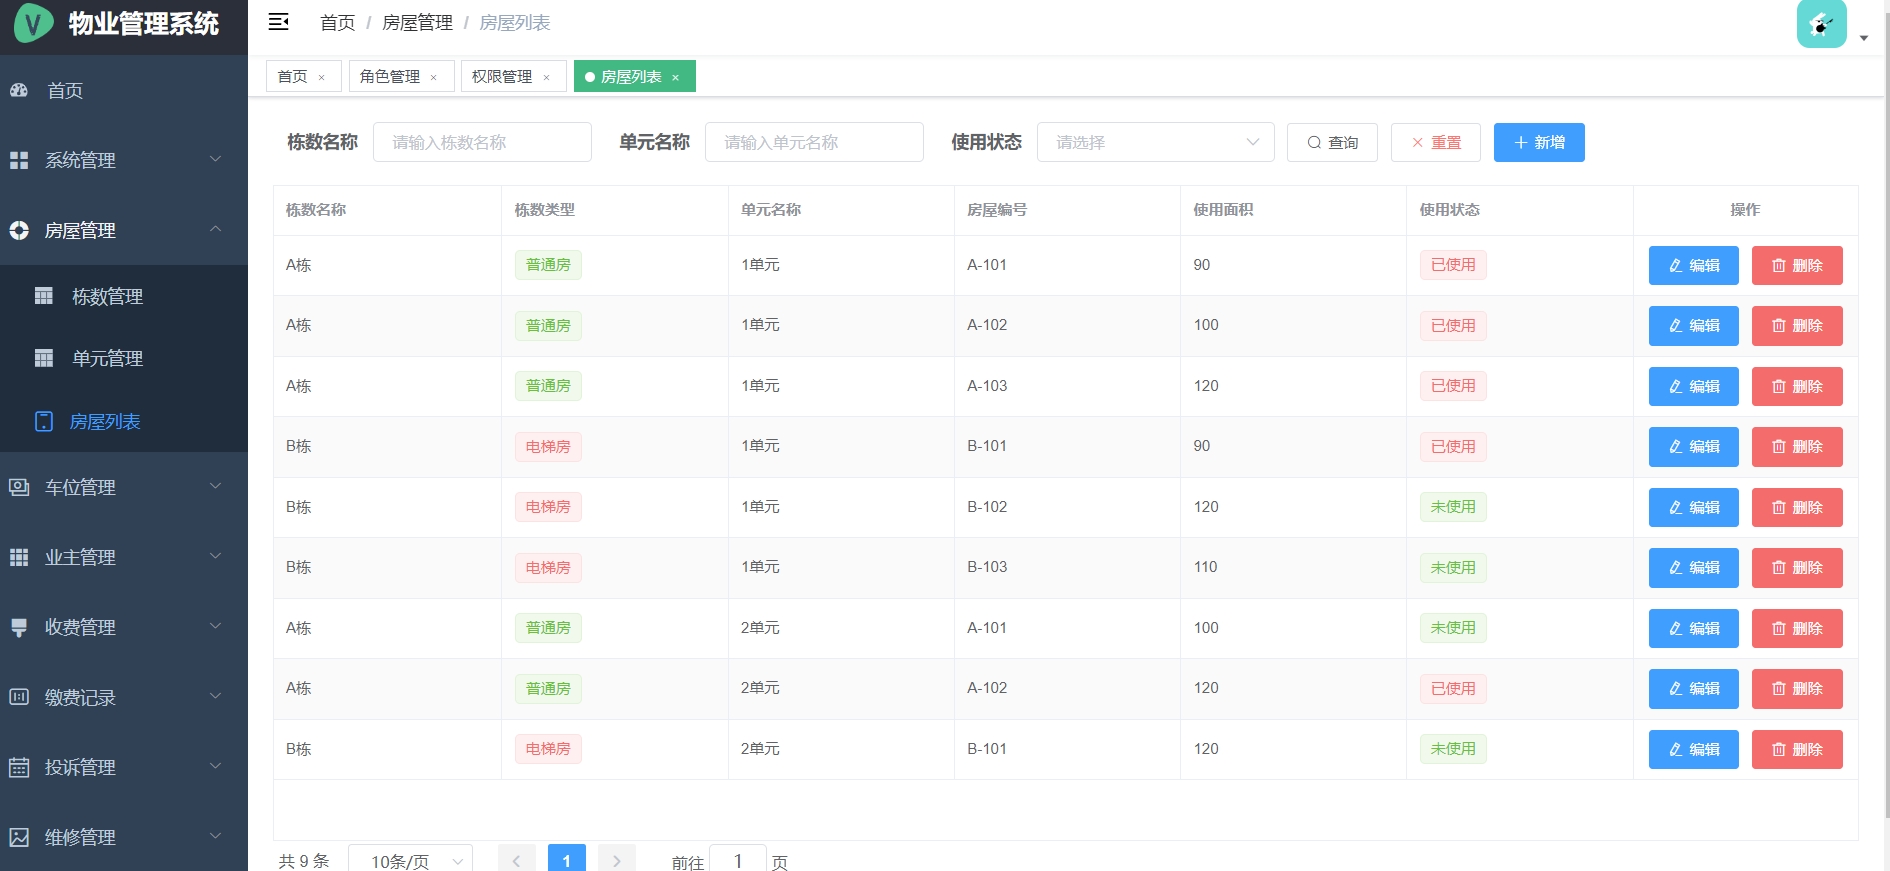 V 物业管理系统
首页
系统管理
房屋管理
栋数管理
单元管理
房屋列表
车位管理
业主管理
收费管理
缴费记录
投诉管理
维修管理
首页 / 房屋管理 / 房屋列表
首页 × 角色管理 × 权限管理 × 房屋列表 ×
栋数名称 请输入栋数名称 单元名称 请输入单元名称 使用状态 请选择 查询 重置 新增
栋数名称 栋数类型 单元名称 房屋编号 使用面积 使用状态 操作
A栋 普通房 1单元 A-101 90 已使用 编辑 删除
A栋 普通房 1单元 A-102 100 已使用 编辑 删除
A栋 普通房 1单元 A-103 120 已使用 编辑 删除
B栋 电梯房 1单元 B-101 90 已使用 编辑 删除
B栋 电梯房 1单元 B-102 120 未使用 编辑 删除
B栋 电梯房 1单元 B-103 110 未使用 编辑 删除
A栋 普通房 2单元 A-101 100 未使用 编辑 删除
A栋 普通房 2单元 A-102 120 已使用 编辑 删除
B栋 电梯房 2单元 B-101 120 未使用 编辑 删除
共 9 条 10条/页 1 前往 1 页